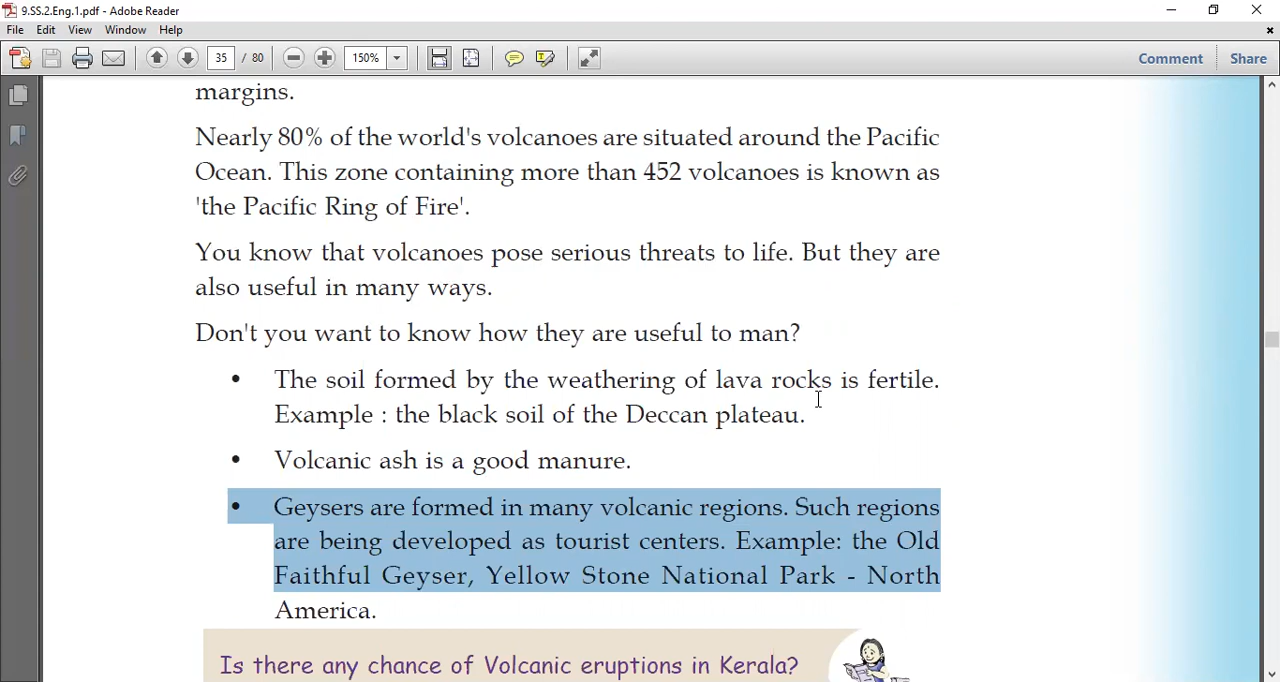 9.SS.2.Eng.1.pdf - Adobe Reader
File Edit View Window Help
35 / 80 150% Comment Share
margins.
Nearly 80% of the world's volcanoes are situated around the Pacific
Ocean. This zone containing more than 452 volcanoes is known as
'the Pacific Ring of Fire'.
You know that volcanoes pose serious threats to life. But they are
also useful in many ways.
Don't you want to know how they are useful to man?
• The soil formed by the weathering of lava rocks is fertile.
Example : the black soil of the Deccan plateau.
• Volcanic ash is a good manure.
• Geysers are formed in many volcanic regions. Such regions
are being developed as tourist centers. Example: the Old
Faithful Geyser, Yellow Stone National Park - North
America.
Is there any chance of Volcanic eruptions in Kerala?